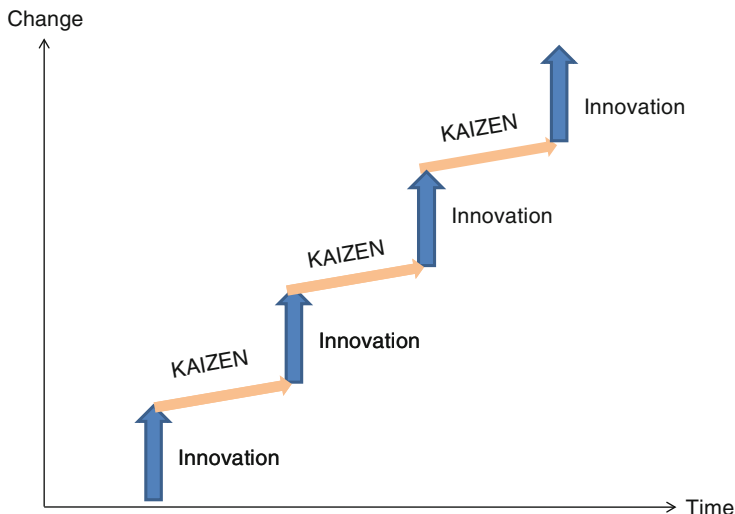 Change
Innovation
KAIZEN
Innovation
KAIZEN
Innovation
KAIZEN
Innovation
Time